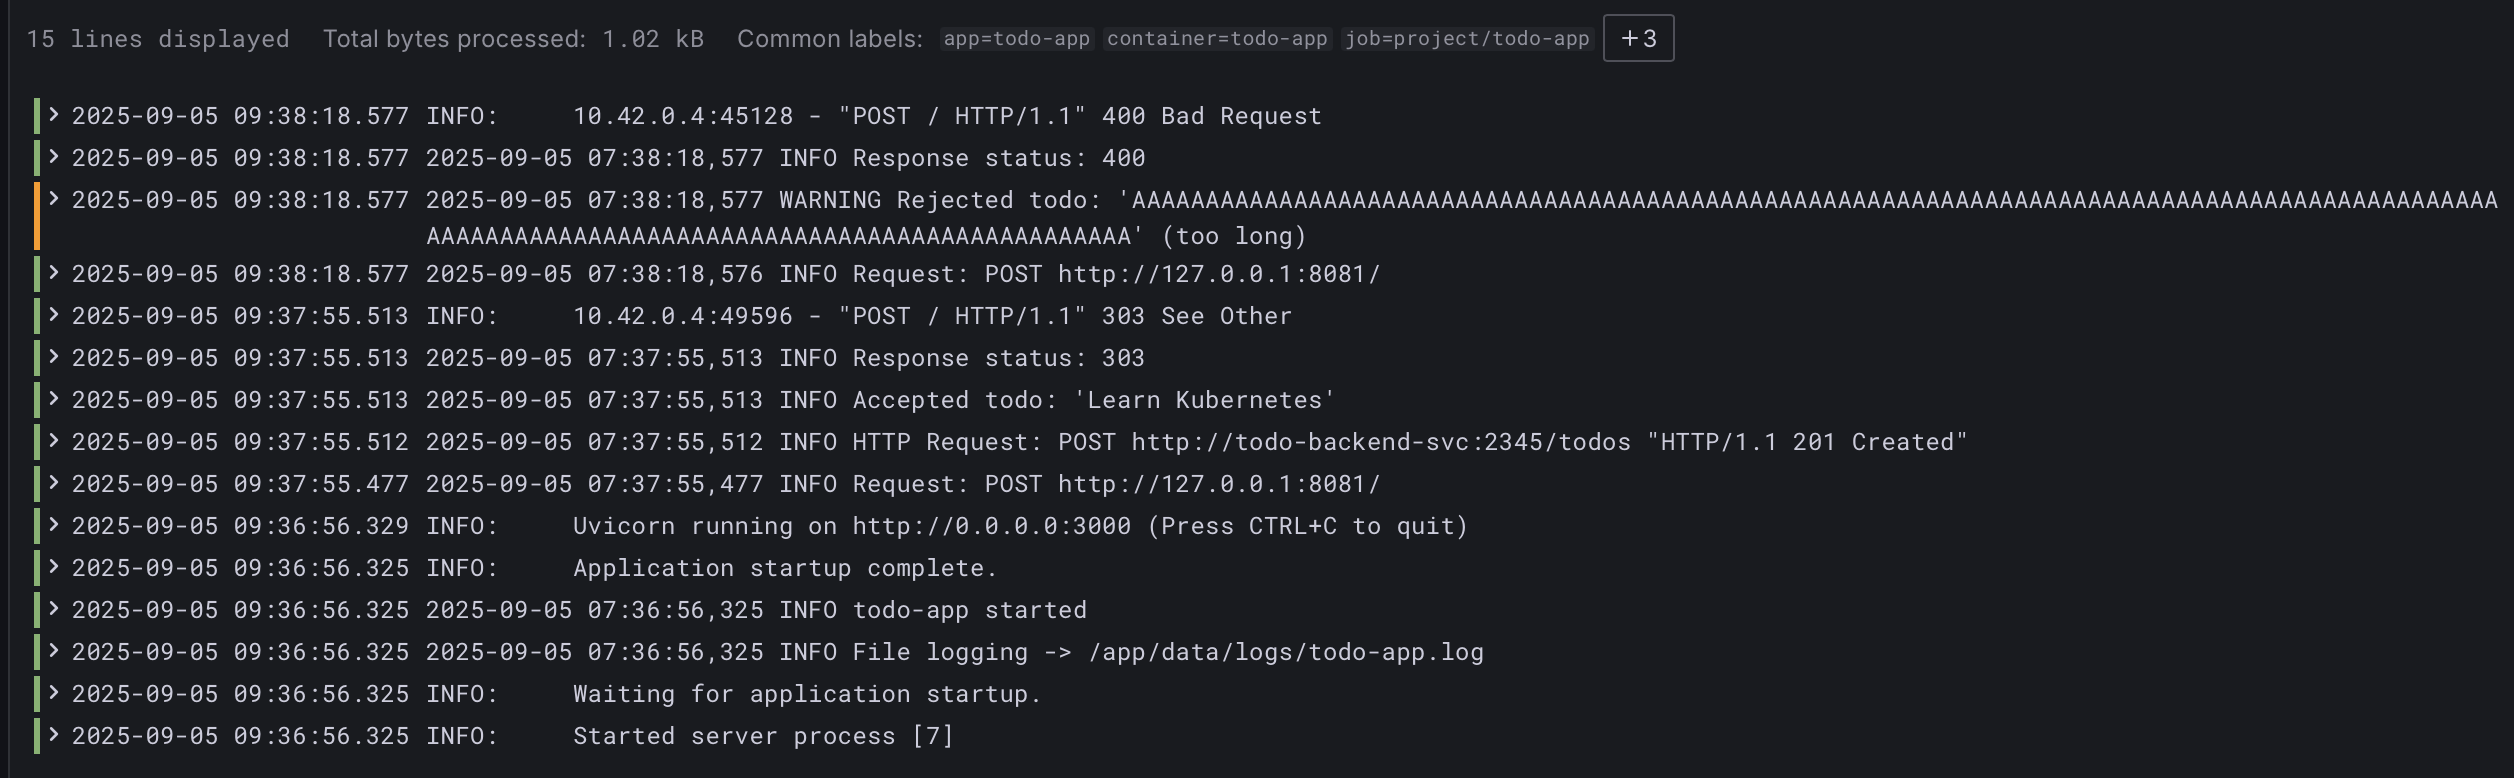 15 lines displayed Total bytes processed: 1.02 kB Common labels: app=todo-app container=todo-app job=project/todo-app +3
2025-09-05 09:38:18.577 INFO:     10.42.0.4:45128 - "POST / HTTP/1.1" 400 Bad Request
2025-09-05 09:38:18.577 2025-09-05 07:38:18,577 INFO Response status: 400
2025-09-05 09:38:18.577 2025-09-05 07:38:18,577 WARNING Rejected todo: 'AAAAAAAAAAAAAAAAAAAAAAAAAAAAAAAAAAAAAAAAAAAAAAAAAAAAAAAAAAAAAAAAAAAAAAAAAAAAAAAAAAAAAAAAAAAAA
AAAAAAAAAAAAAAAAAAAAAAAAAAAAAAAAAAAAAAAAAAAAAAAA' (too long)
2025-09-05 09:38:18.577 2025-09-05 07:38:18,576 INFO Request: POST http://127.0.0.1:8081/
2025-09-05 09:37:55.513 INFO:     10.42.0.4:49596 - "POST / HTTP/1.1" 303 See Other
2025-09-05 09:37:55.513 2025-09-05 07:37:55,513 INFO Response status: 303
2025-09-05 09:37:55.513 2025-09-05 07:37:55,513 INFO Accepted todo: 'Learn Kubernetes'
2025-09-05 09:37:55.512 2025-09-05 07:37:55,512 INFO HTTP Request: POST http://todo-backend-svc:2345/todos "HTTP/1.1 201 Created"
2025-09-05 09:37:55.477 2025-09-05 07:37:55,477 INFO Request: POST http://127.0.0.1:8081/
2025-09-05 09:36:56.329 INFO:     Uvicorn running on http://0.0.0.0:3000 (Press CTRL+C to quit)
2025-09-05 09:36:56.325 INFO:     Application startup complete.
2025-09-05 09:36:56.325 2025-09-05 07:36:56,325 INFO todo-app started
2025-09-05 09:36:56.325 2025-09-05 07:36:56,325 INFO File logging -> /app/data/logs/todo-app.log
2025-09-05 09:36:56.325 INFO:     Waiting for application startup.
2025-09-05 09:36:56.325 INFO:     Started server process [7]